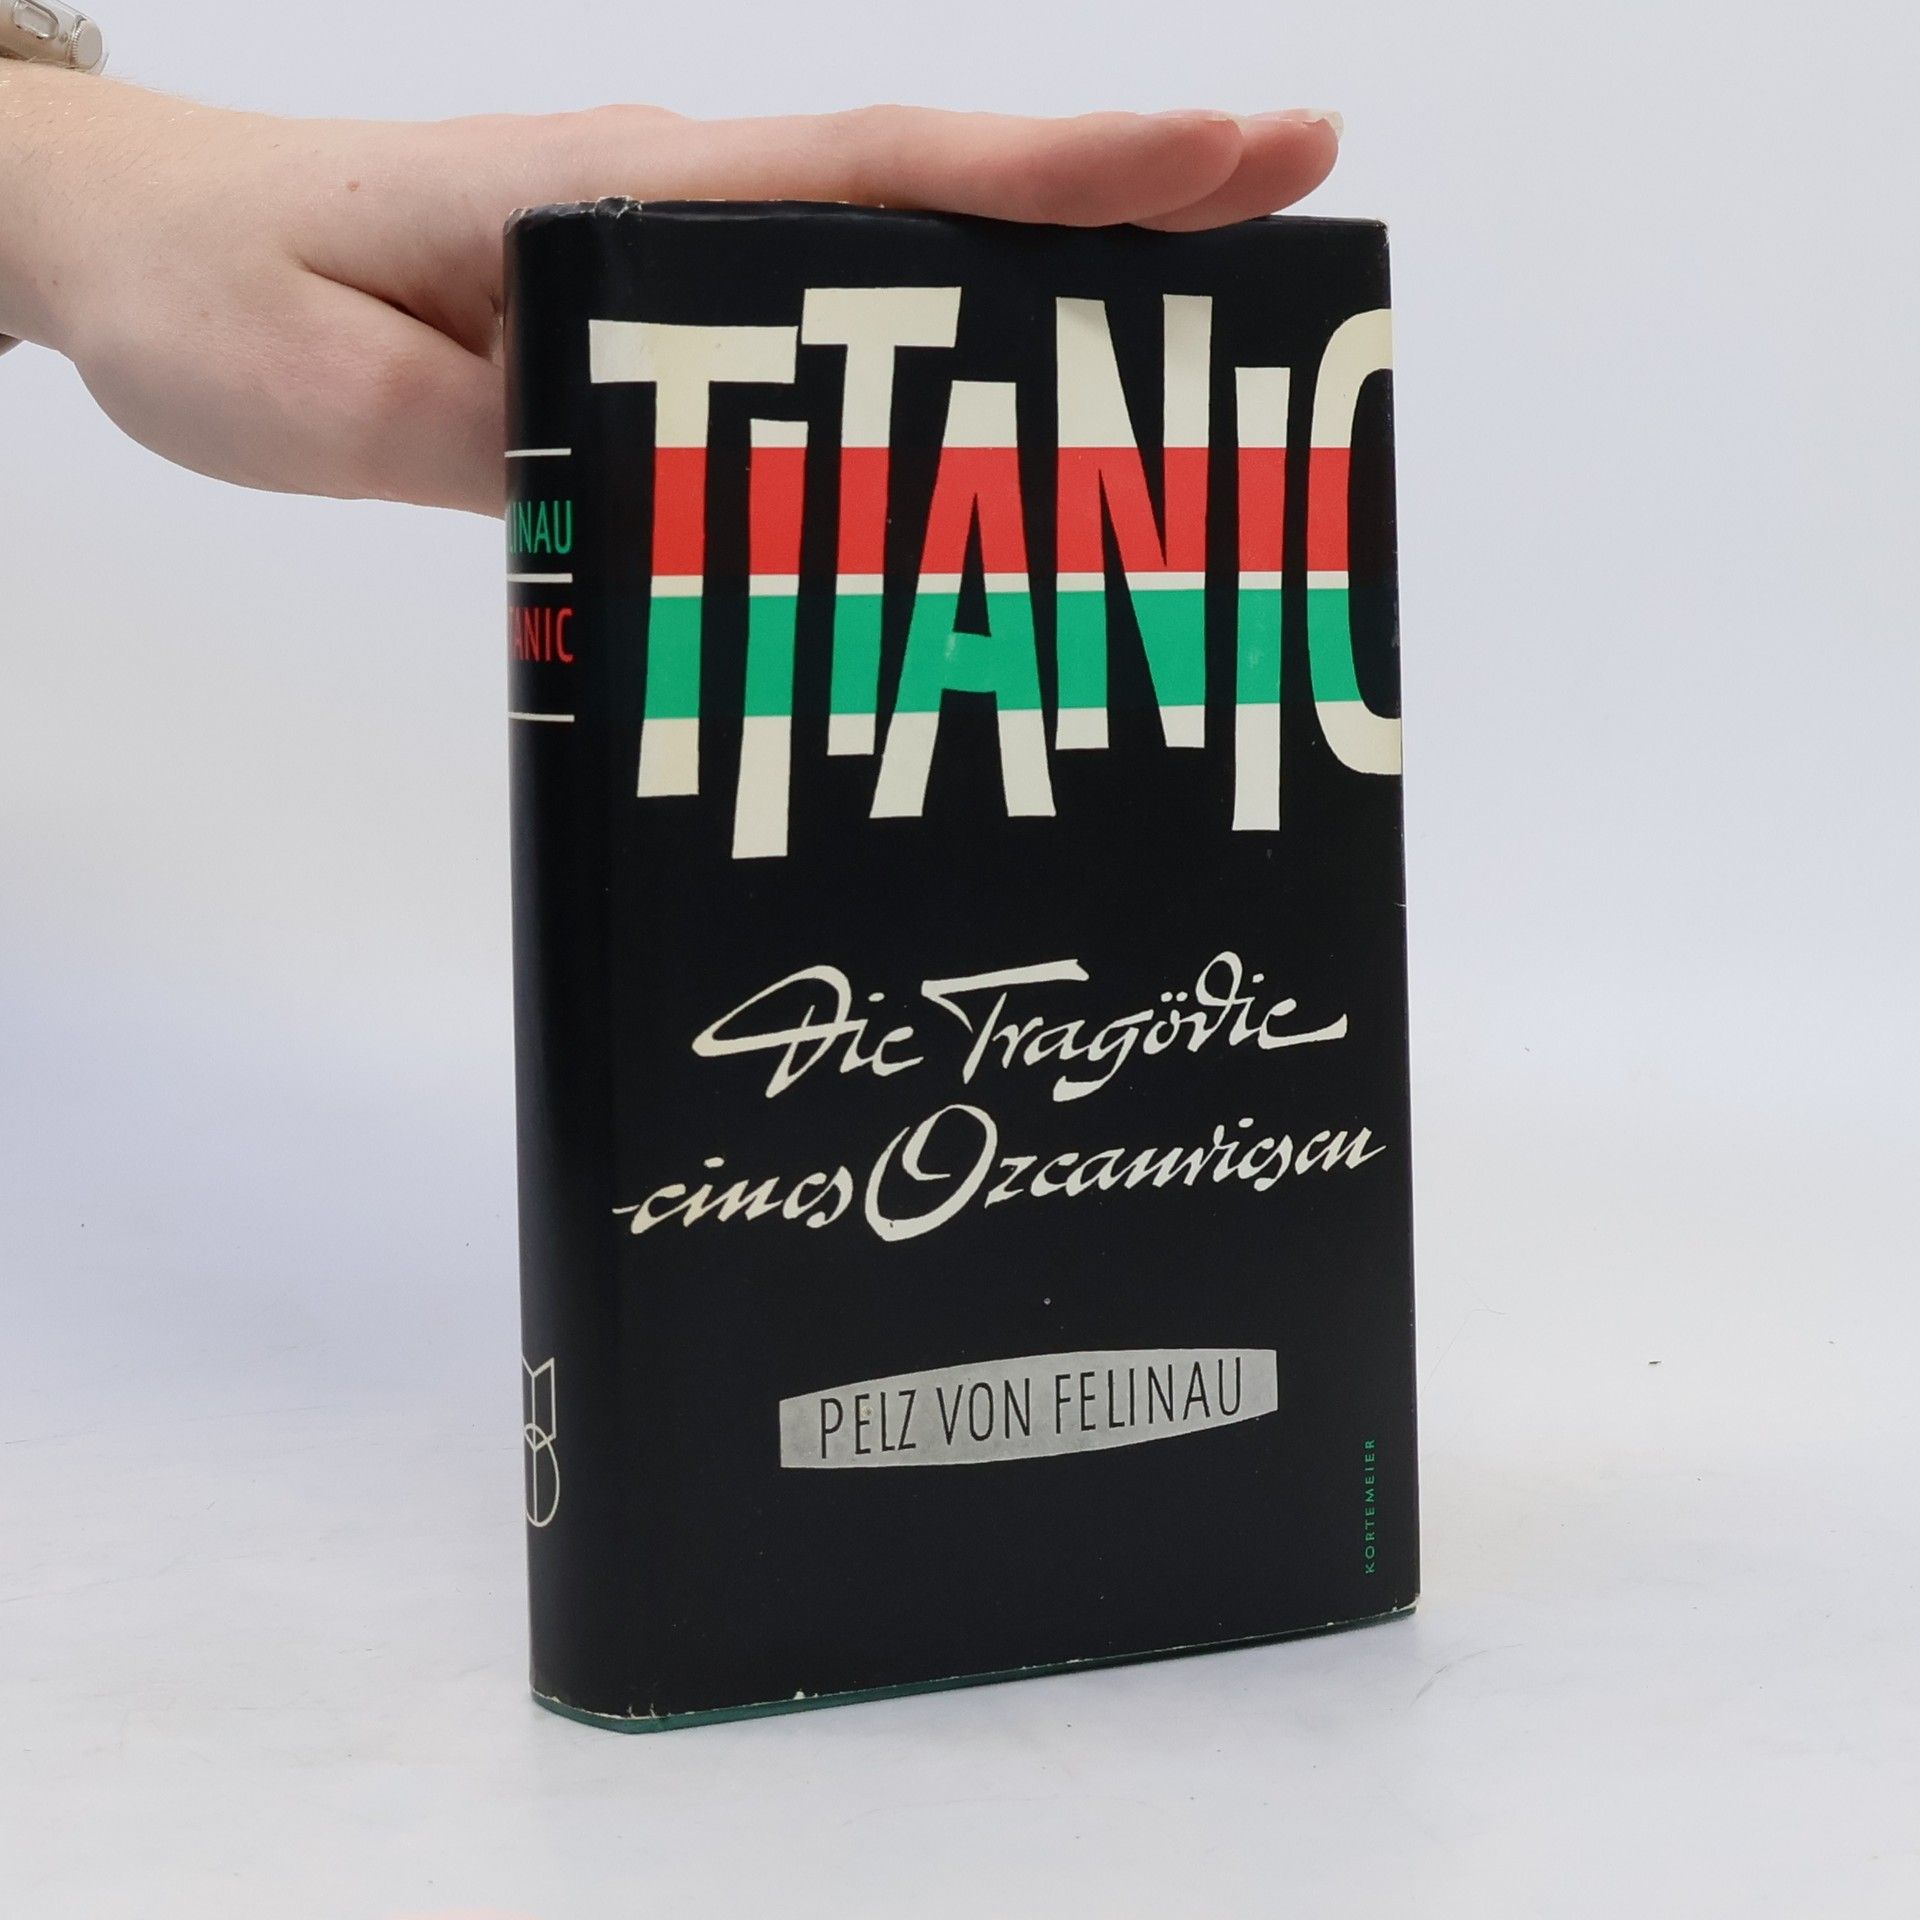 TITANIC
Die Tragödie
eines Ozeanriesen
PELZ VON FELINAU
KORTEMEIER
LINAU
TANIC